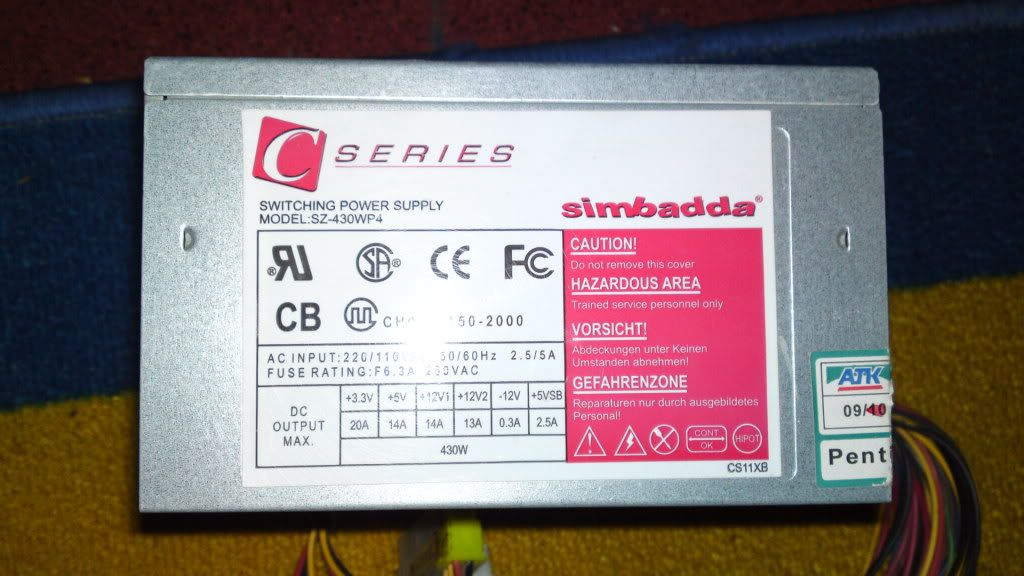 C SERIES
SWITCHING POWER SUPPLY
MODEL:SZ-430WP4
simbadda®
CE FC
CB
50-2000
AC INPUT:220/110V 50/60Hz 2.5/5A
FUSE RATING:F6.3A 250VAC
DC OUTPUT MAX.
+3.3V +5V +12V1 +12V2 -12V +5VSB
20A 14A 14A 13A 0.3A 2.5A
430W
CAUTION!
Do not remove this cover
HAZARDOUS AREA
Trained service personnel only
VORSICHT!
Abdeckungen unter Keinen
Umstanden abnehmen!
GEFAHRENZONE
Reparaturen nur durch ausgebildetes
Personal!
CONT OK HIPOT
CS11XB
ATK
09/10
Pent